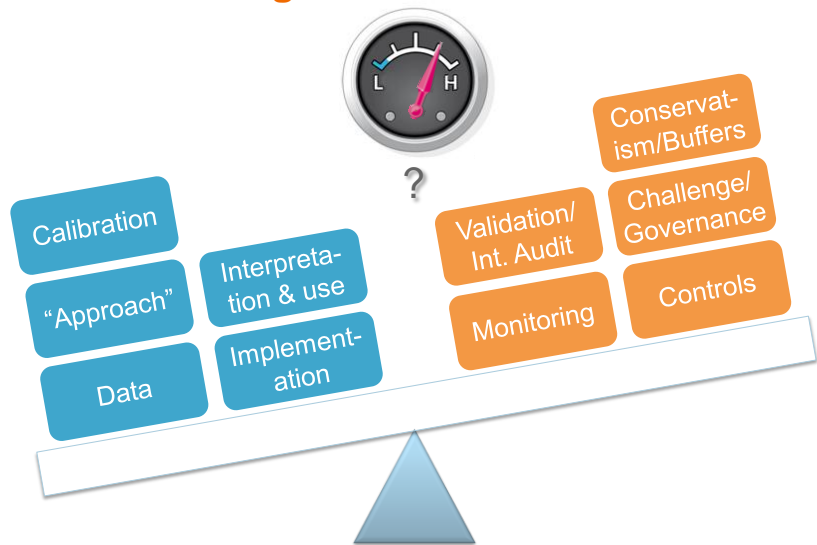 L H
?
Calibration
“Approach”
Data
Interpreta-
tion & use
Implement-
ation
Validation/
Int. Audit
Monitoring
Conservat-
ism/Buffers
Challenge/
Governance
Controls